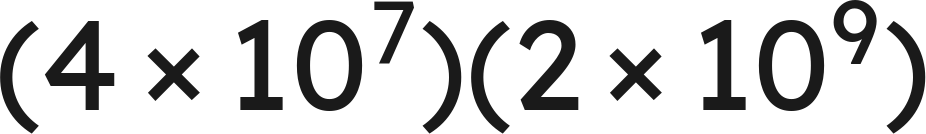 (4 × 10⁷)(2 × 10⁹)